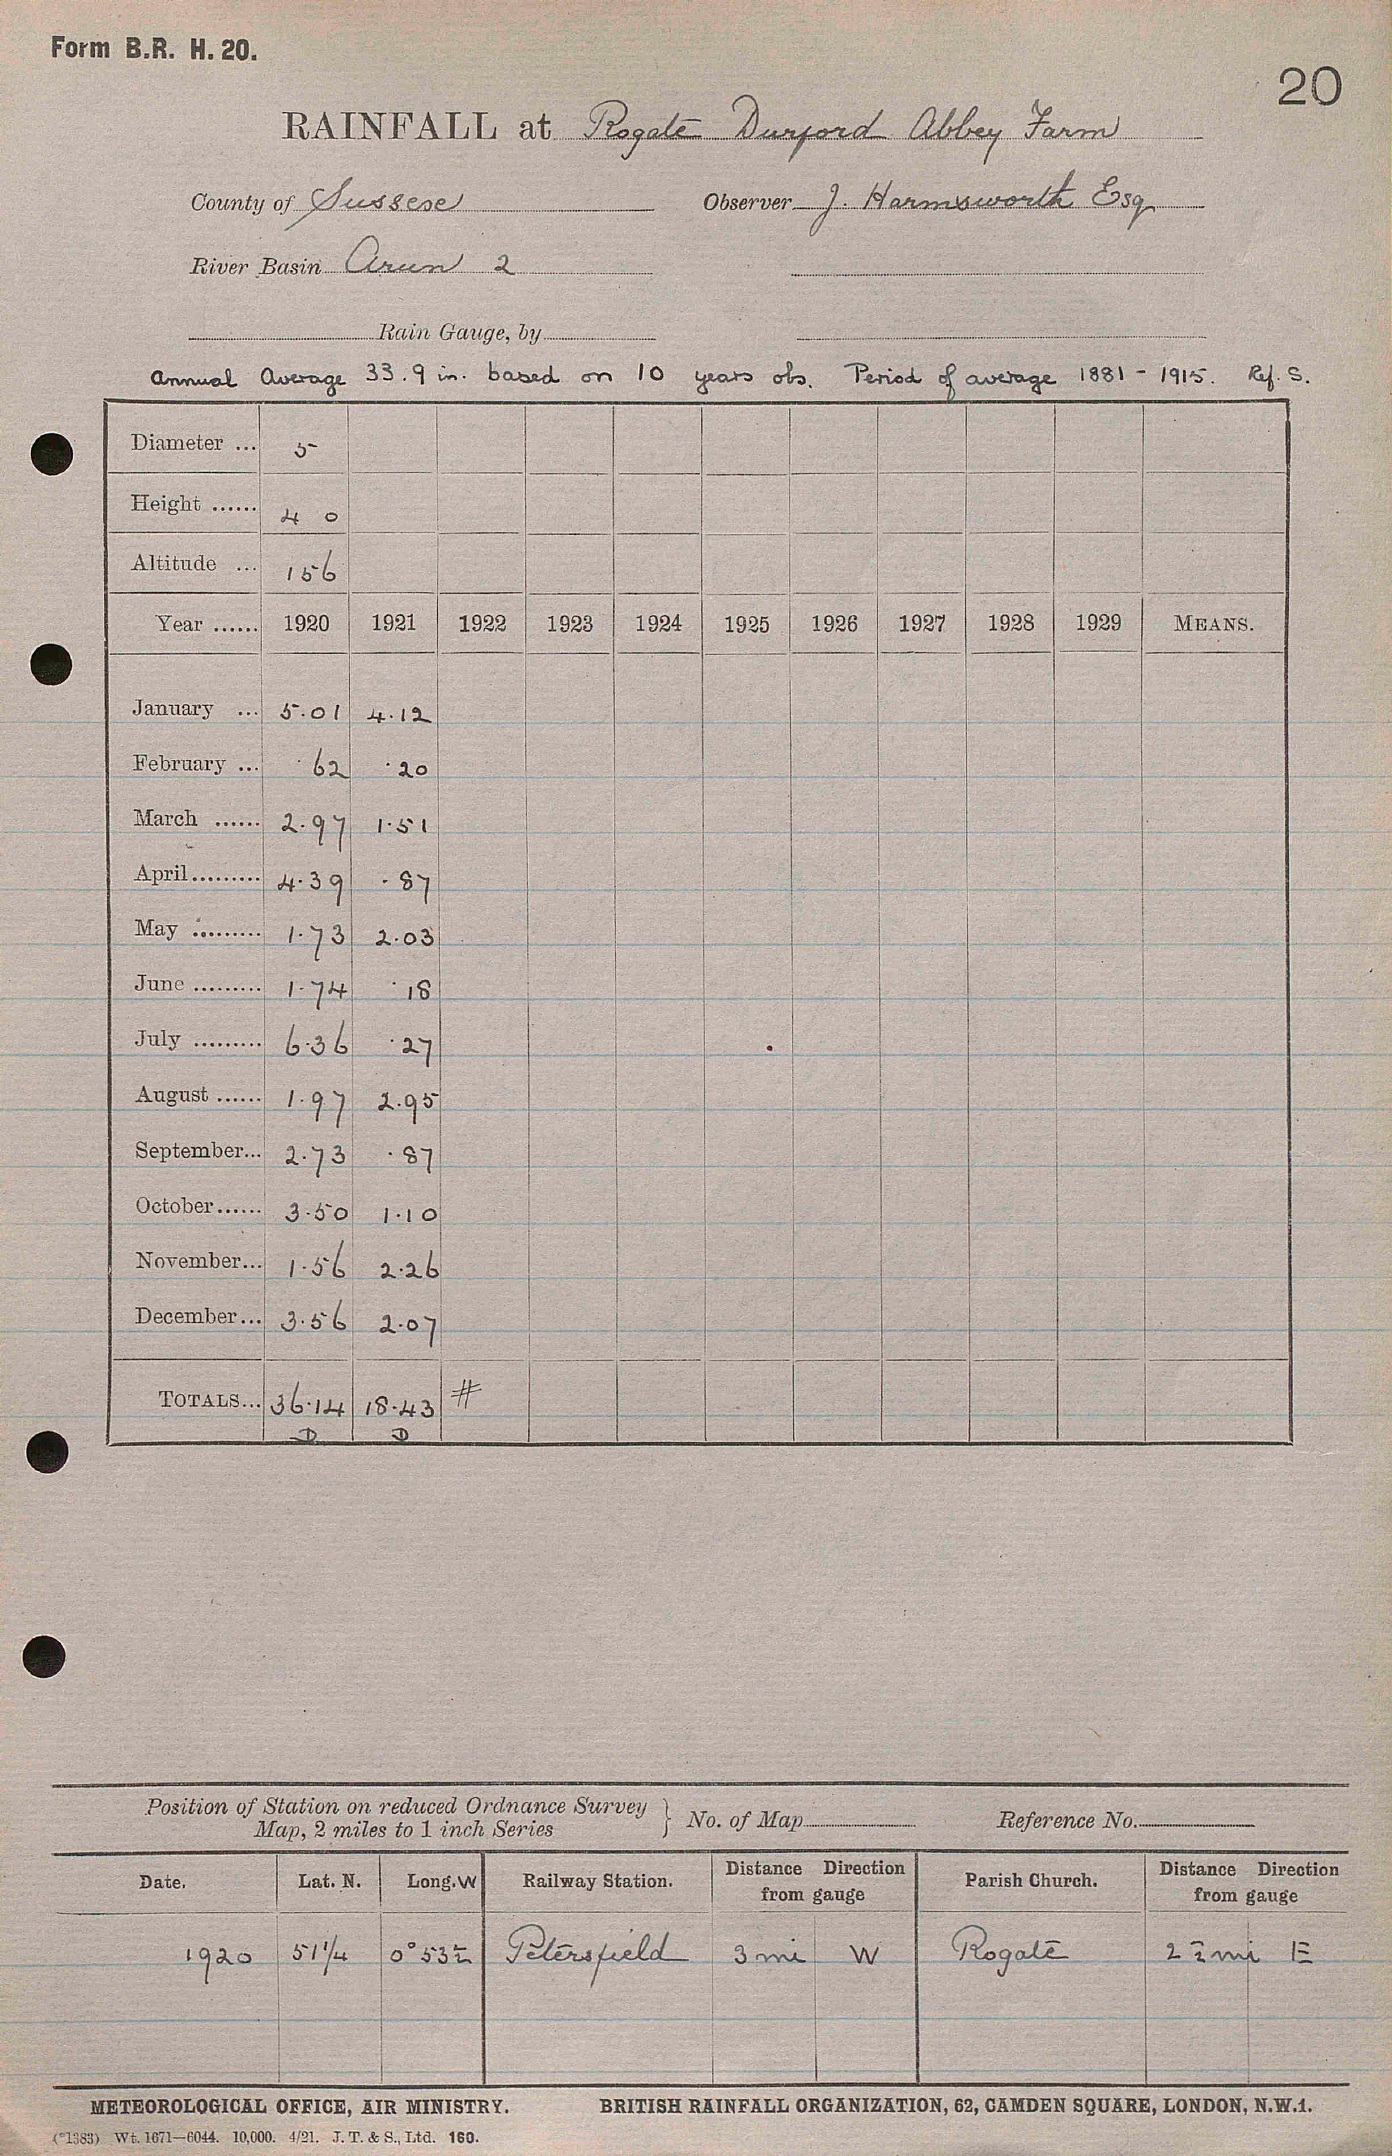 Form B.R. H. 20.
20
RAINFALL at Rogate Durford Abbey Farm
County of Sussex Observer J. Harmsworth Esq
River Basin Arun 2
Rain Gauge, by
Annual Average 33.9 in. based on 10 years obs. Period of average 1881 - 1915. Ref. S.
Diameter ... 5
Height ...... 4 0
Altitude ... 156
Year ...... 1920 1921 1922 1923 1924 1925 1926 1927 1928 1929 MEANS.
January ... 5.01 4.12
February ... .62 .20
March ...... 2.97 1.51
April ......... 4.39 .87
May ......... 1.73 2.03
June ......... 1.74 .18
July ......... 6.36 .27
August ...... 1.97 2.95
September... 2.73 .87
October ...... 3.50 1.10
November... 1.56 2.26
December... 3.56 2.07
TOTALS... 36.14 18.43 #
D D
Position of Station on reduced Ordnance Survey
Map, 2 miles to 1 inch Series } No. of Map Reference No.
Date. Lat. N. Long. W Railway Station. Distance Direction from gauge Parish Church. Distance Direction from gauge
1920 51 1/4 0° 53½ Petersfield 3 mi W Rogate 2½ mi E
METEOROLOGICAL OFFICE, AIR MINISTRY. BRITISH RAINFALL ORGANIZATION, 62, CAMDEN SQUARE, LONDON, N.W.1.
(*1383) Wt. 1671—6044. 10,000. 4/21. J. T. & S., Ltd. 160.